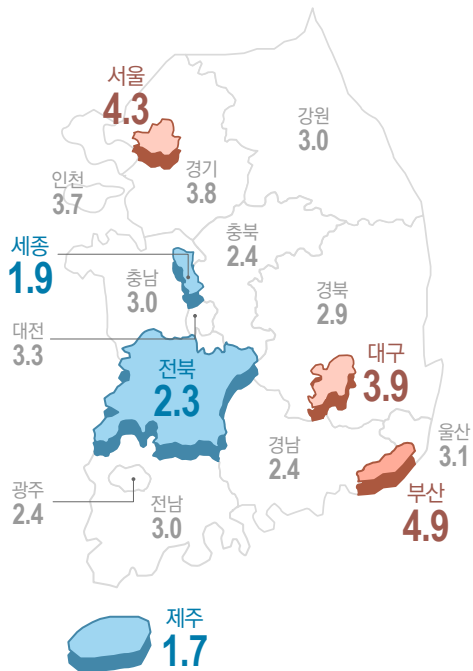 서울
4.3
강원
3.0
경기
3.8
인천
3.7
충북
2.4
세종
1.9
충남
3.0
경북
2.9
대전
3.3
전북
2.3
대구
3.9
울산
3.1
경남
2.4
부산
4.9
광주
2.4
전남
3.0
제주
1.7